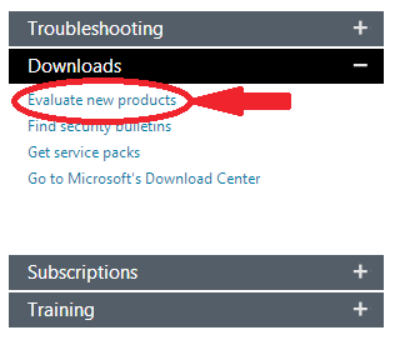 Troubleshooting +
Downloads −
Evaluate new products
Find security bulletins
Get service packs
Go to Microsoft's Download Center
Subscriptions +
Training +